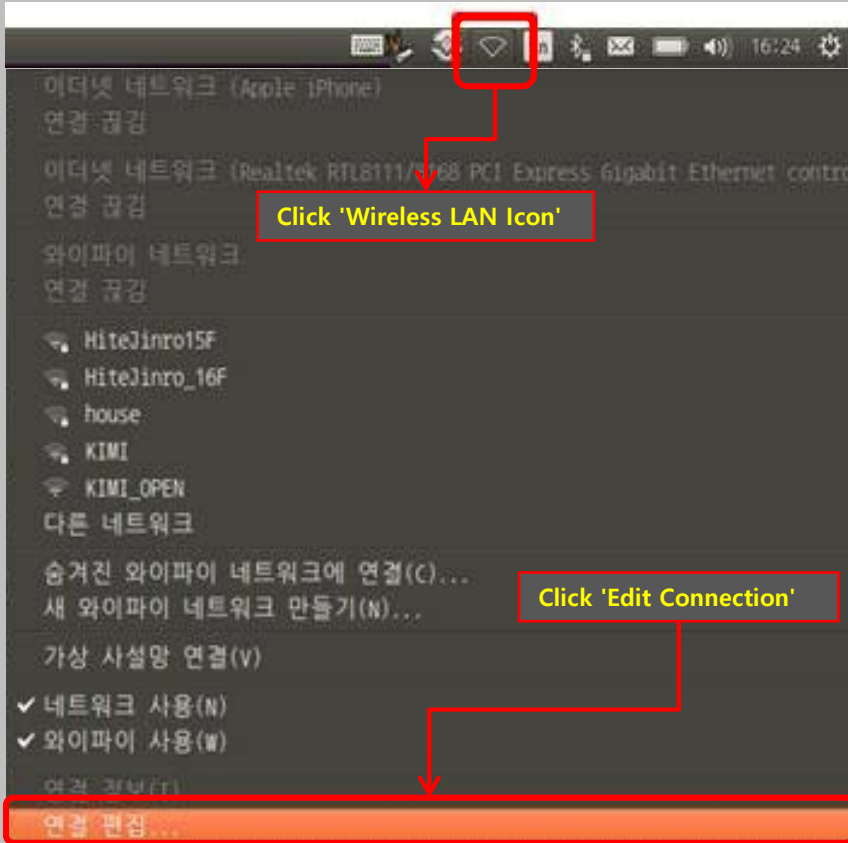 16:24
이더넷 네트워크 (Apple iPhone)
연결 끊김
이더넷 네트워크 (Realtek RTL8111/8168 PCI Express Gigabit Ethernet contro
연결 끊김
Click 'Wireless LAN Icon'
와이파이 네트워크
연결 끊김
HiteJinro15F
HiteJinro_16F
house
KIMI
KIMI_OPEN
다른 네트워크
숨겨진 와이파이 네트워크에 연결(C)...
Click 'Edit Connection'
새 와이파이 네트워크 만들기(N)...
가상 사설망 연결(V)
네트워크 사용(N)
와이파이 사용(W)
연결 정보(I)
연결 편집...